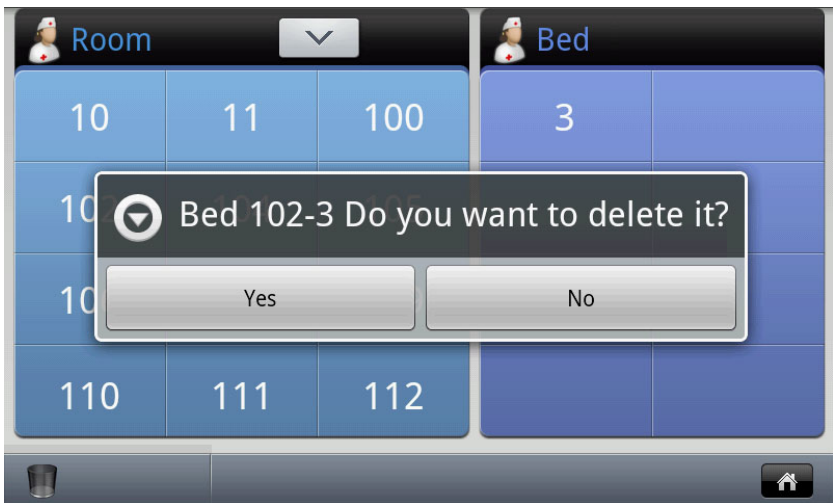 Room
Bed
10 11 100 3
Bed 102-3 Do you want to delete it?
Yes No
110 111 112